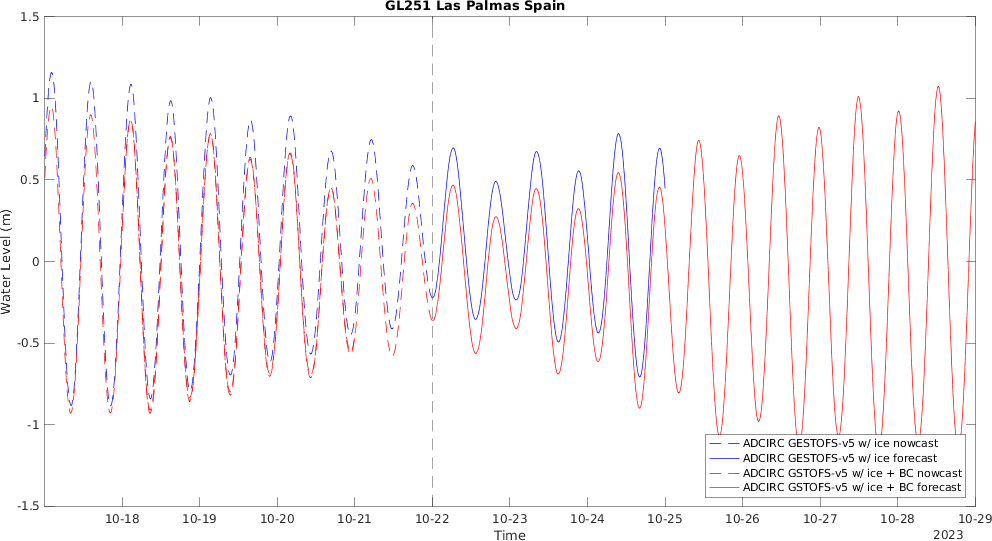 GL251 Las Palmas Spain
1.5
1
0.5
0
-0.5
-1
-1.5
Water Level (m)
10-18 10-19 10-20 10-21 10-22 10-23 10-24 10-25 10-26 10-27 10-28 10-29
Time
2023
ADCIRC GESTOFS-v5 w/ ice nowcast
ADCIRC GESTOFS-v5 w/ ice forecast
ADCIRC GSTOFS-v5 w/ ice + BC nowcast
ADCIRC GSTOFS-v5 w/ ice + BC forecast